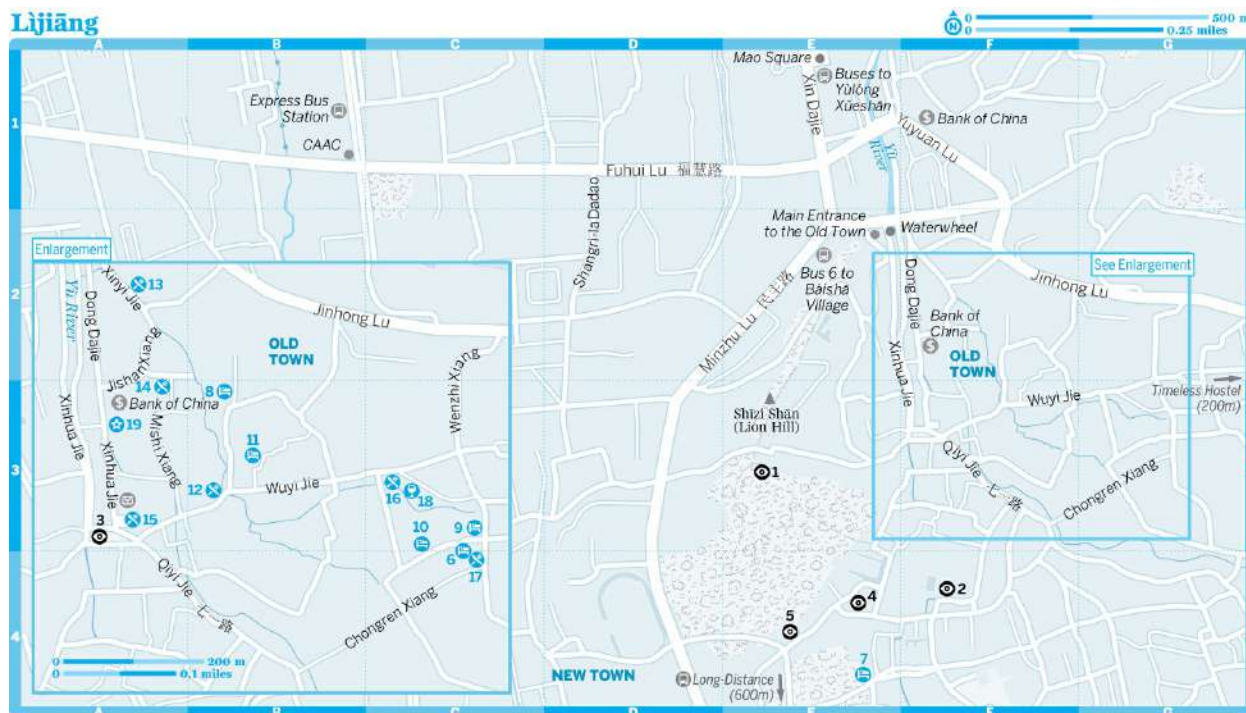 Lìjiāng
N
0 500 m
0 0.25 miles
A B C D E F G
1
Mao Square
Buses to
Yùlóng
Xuěshān
Xin Dajie
Express Bus
Station
Bank of China
CAAC
Yuyuan Lu
Yù
River
Fuhui Lu 福慧路
Shangri-la Dadao
Main Entrance
to the Old Town
Waterwheel
Enlargement
See Enlargement
2
Bus 6 to
Báishā
Village
Jinhong Lu
Minzhu Lu 民主路
Dong Dajie
Bank of
China
OLD
TOWN
Xinhua Jie
Wuyi Jie
Timeless Hostel
(200m)
Shīzi Shān
(Lion Hill)
3
1
Qiyi Jie 七一路
Chongren Xiang
2
4
5
7
4
NEW TOWN
Long-Distance
(600m)
Xinyi Jie
13
Yù River
Dong Dajie
Jinhong Lu
OLD
TOWN
Jishan Xiang
14
8
Bank of China
19
Mishi Xiang
Wenzhi Xiang
Xinhua Jie
Xinhua Jie
11
12
Wuyi Jie
16
18
15
3
10
9
6
17
Qiyi Jie 七一路
Chongren Xiang
0 200 m
0 0.1 miles
A B C D E F G